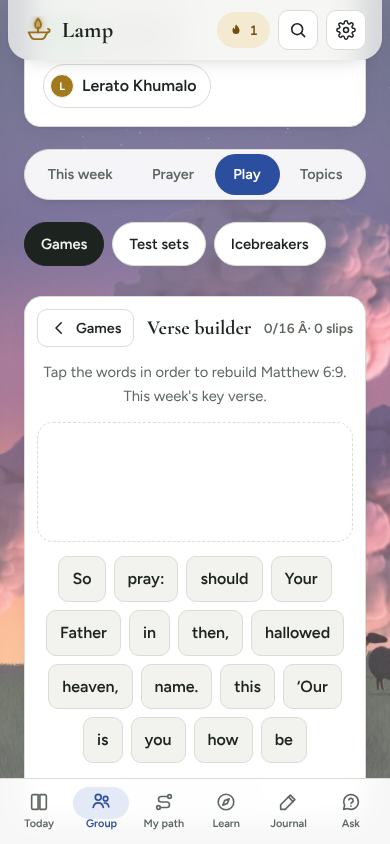 Lamp
1
L Lerato Khumalo
This week Prayer Play Topics
Games Test sets Icebreakers
Games Verse builder 0/16 Â· 0 slips
Tap the words in order to rebuild Matthew 6:9.
This week's key verse.
So pray: should Your
Father in then, hallowed
heaven, name. this ‘Our
is you how be
Today Group My path Learn Journal Ask